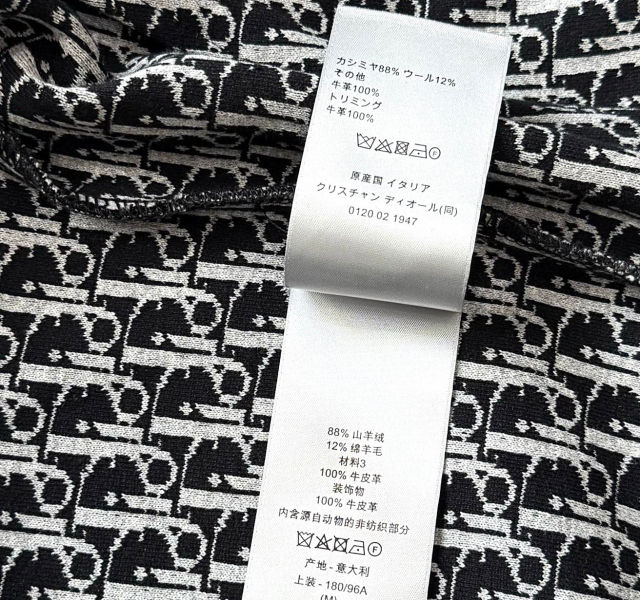 カシミヤ88% ウール12%
その他
牛革100%
トリミング
牛革100%
F
原産国 イタリア
クリスチャン ディオール(同)
0120 02 1947
88% 山羊绒
12% 绵羊毛
材料3
100% 牛皮革
装饰物
100% 牛皮革
内含源自动物的非纺织部分
F
产地 - 意大利
上装 - 180/96A
(M)